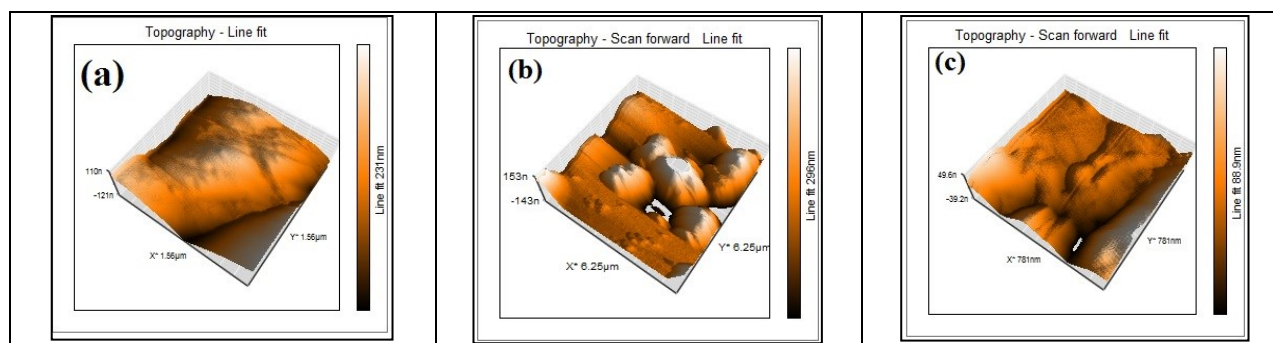 Topography - Line fit
(a)
110n
-121n
X* 1.56µm
Y* 1.56µm
Line fit 231nm
Topography - Scan forward Line fit
(b)
153n
-143n
X* 6.25µm
Y* 6.25µm
Line fit 296nm
Topography - Scan forward Line fit
(c)
49.6n
-39.2n
X* 781nm
Y* 781nm
Line fit 88.9nm